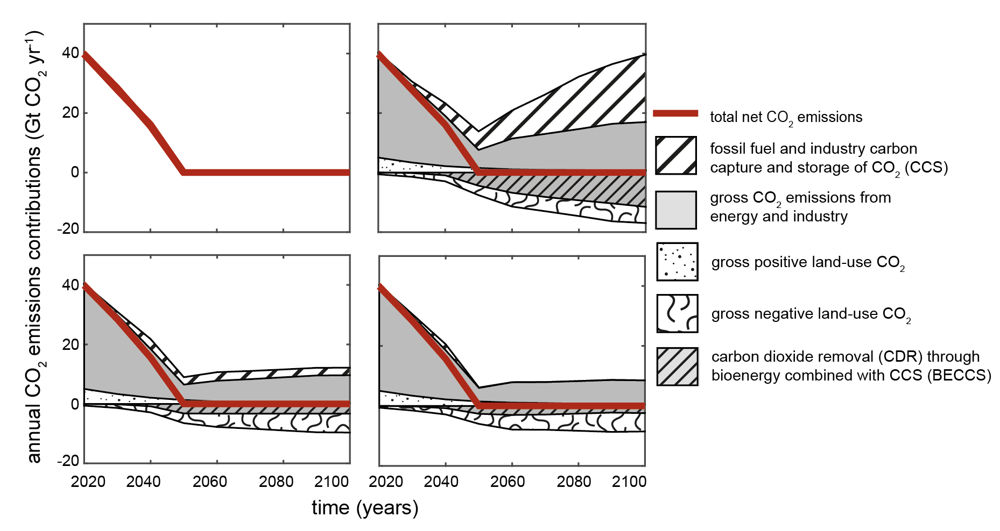 annual CO2 emissions contributions (Gt CO2 yr-1)
40
20
0
-20
40
20
0
-20
2020 2040 2060 2080 2100
2020 2040 2060 2080 2100
time (years)
total net CO2 emissions
fossil fuel and industry carbon
capture and storage of CO2 (CCS)
gross CO2 emissions from
energy and industry
gross positive land-use CO2
gross negative land-use CO2
carbon dioxide removal (CDR) through
bioenergy combined with CCS (BECCS)